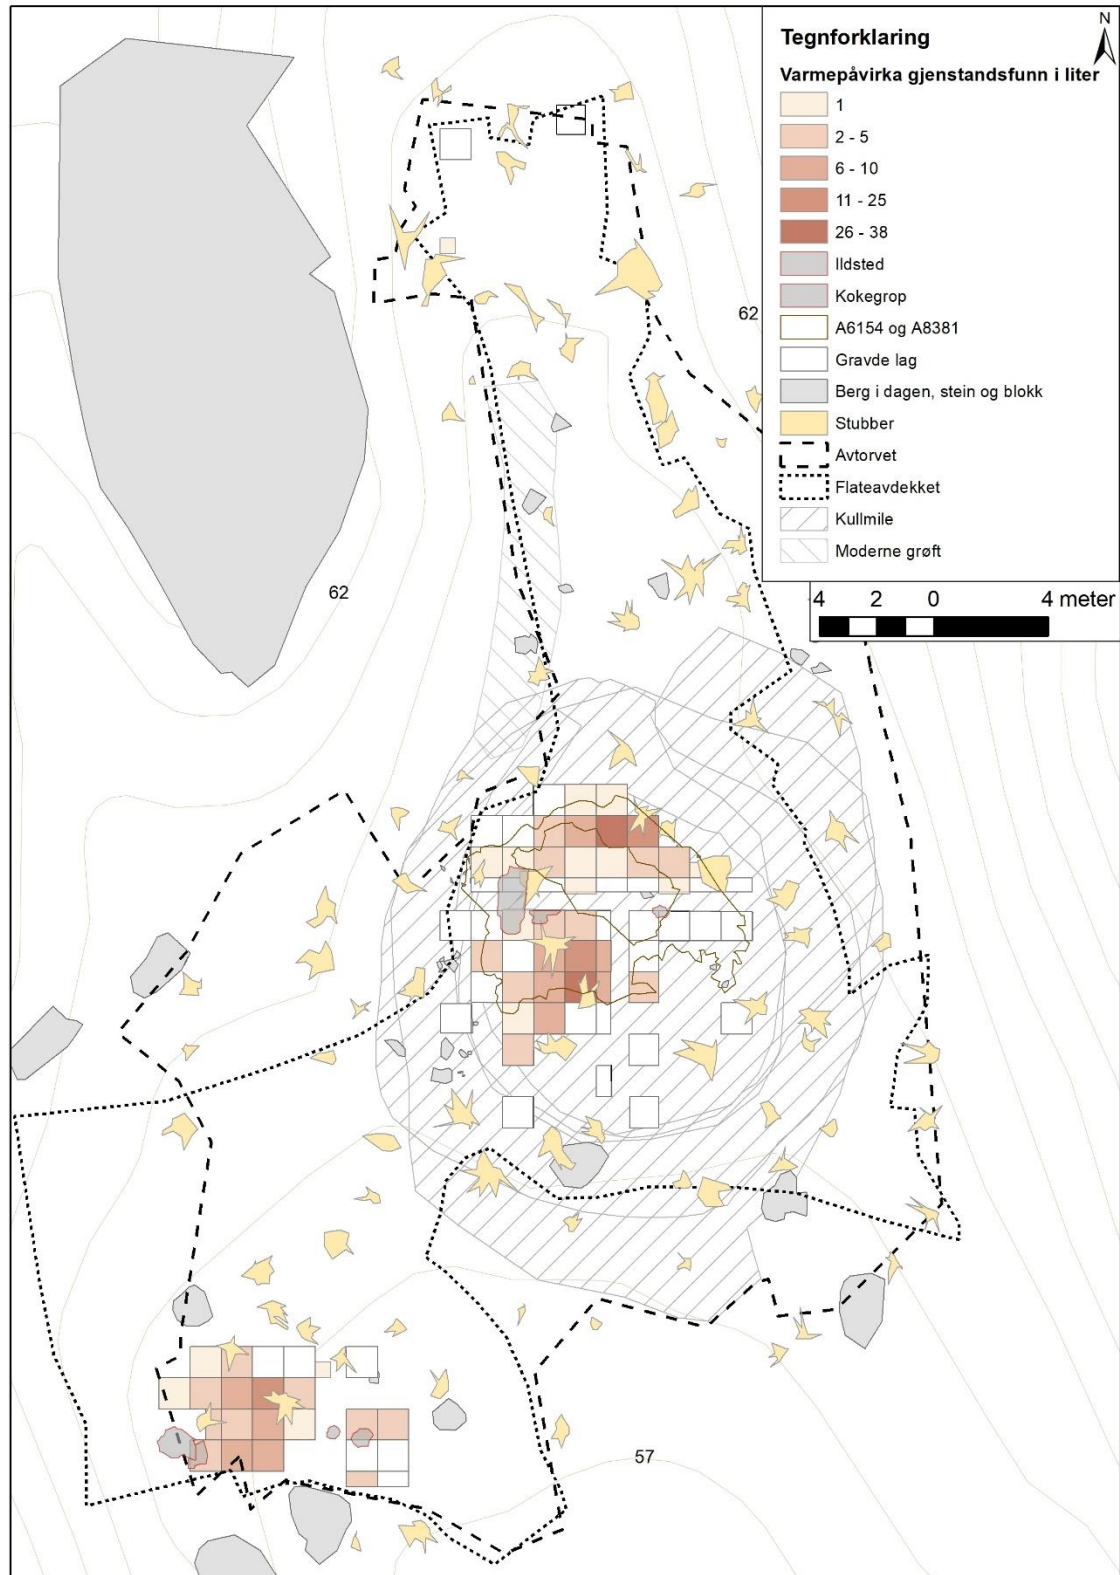 Tegnforklaring
N
Varmepåvirka gjenstandsfunn i liter
1
2 - 5
6 - 10
11 - 25
26 - 38
Ildsted
Kokegrop
A6154 og A8381
Gravde lag
Berg i dagen, stein og blokk
Stubber
Avtorvet
Flateavdekket
Kullmile
Moderne grøft
4 2 0 4 meter
62
62
57